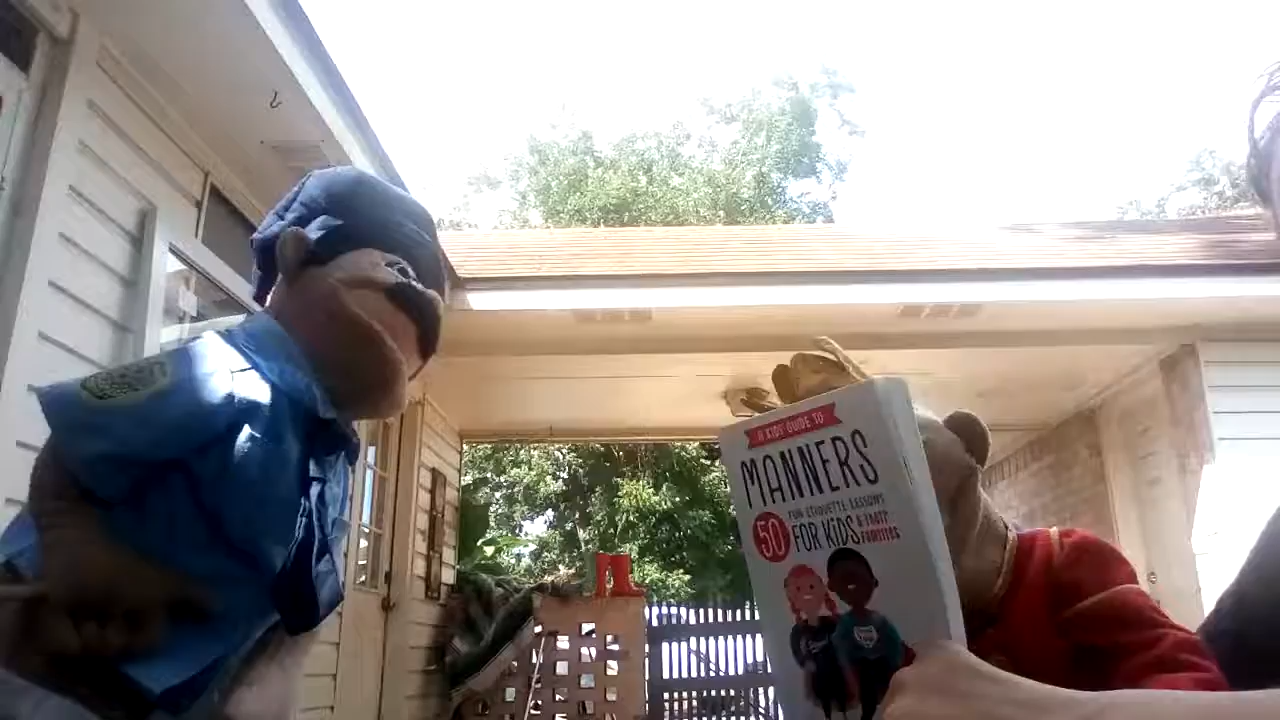 A KIDS' GUIDE TO
MANNERS
50 FUN ETIQUETTE LESSONS
FOR KIDS & THEIR
FAMILIES